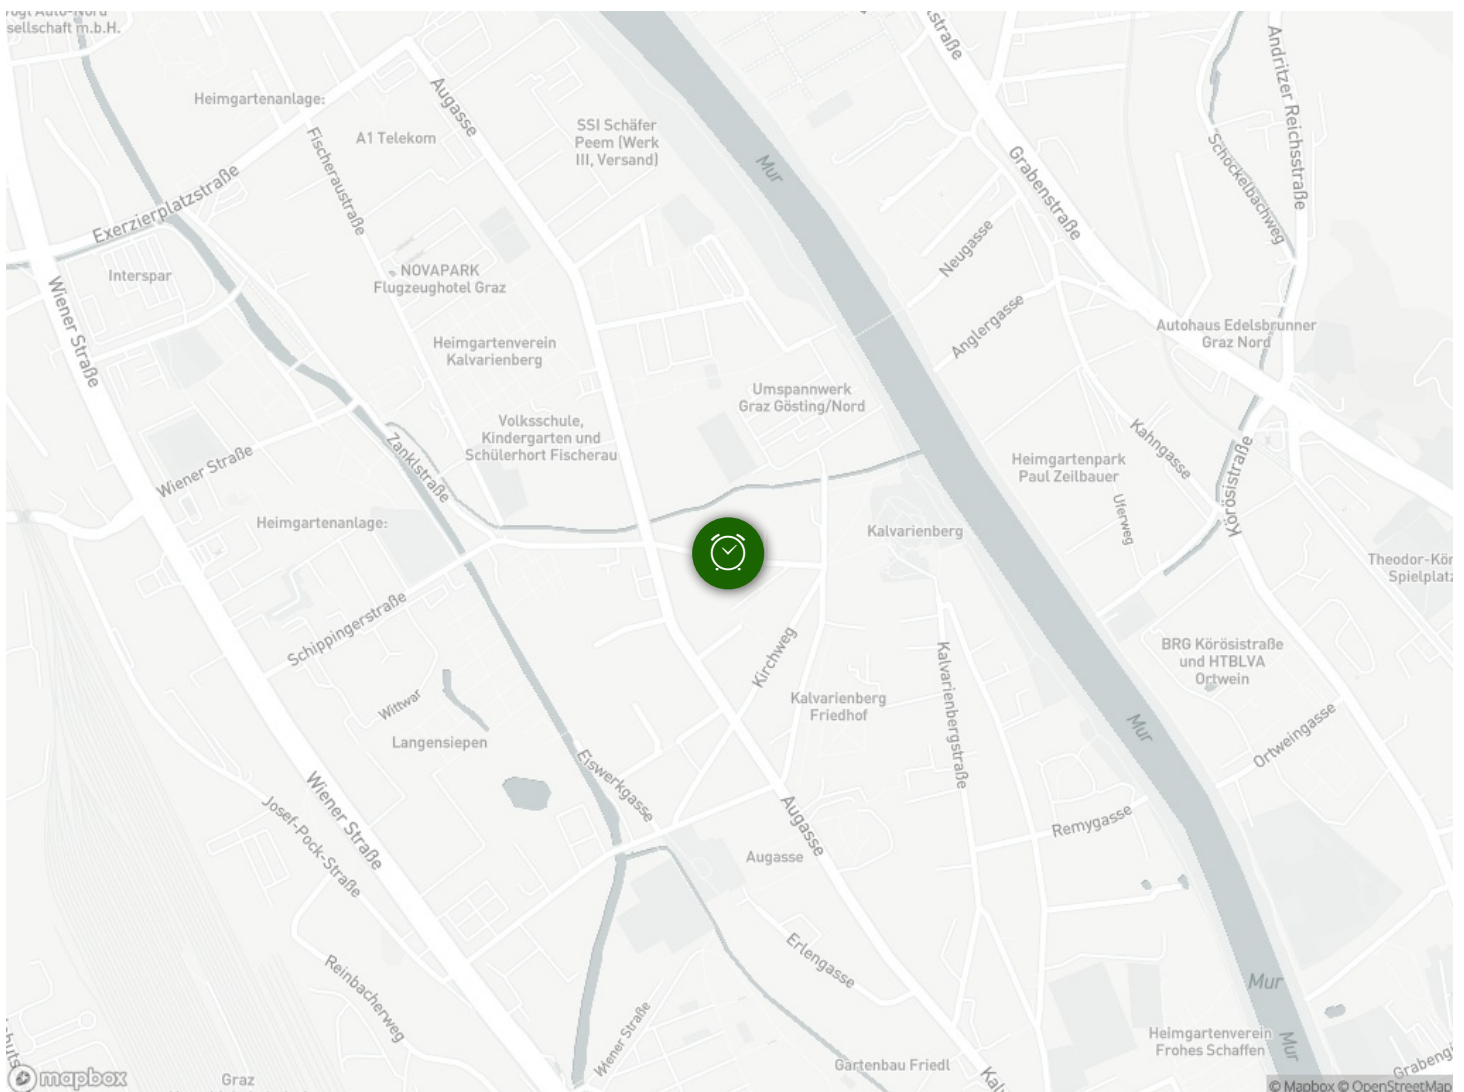 sellschaft m.b.H.
Heimgartenanlage:
A1 Telekom
Augasse
SSI Schäfer
Peem (Werk
III, Versand)
Mur
Grabenstraße
Andritzer Reichsstraße
Schöckelbachweg
Fischeraustraße
Exerzierplatzstraße
Interspar
Wiener Straße
NOVAPARK
Flugzeughotel Graz
Neugasse
Anglergasse
Heimgartenverein
Kalvarienberg
Autohaus Edelsbrunner
Graz Nord
Umspannwerk
Graz Gösting/Nord
Volksschule,
Kindergarten und
Schülerhort Fischerau
Zanklstraße
Wiener Straße
Heimgartenanlage:
Heimgartenpark
Paul Zeilbauer
Kahngasse
Körösistraße
Uferweg
Kalvarienberg
Theodor-Kör
Spielplatz
Schippingerstraße
Kirchweg
BRG Körösistraße
und HTBLVA
Ortwein
Kalvarienbergstraße
Wittwar
Langensiepen
Kalvarienberg
Friedhof
Mur
Ortweingasse
Eiswerkgasse
Wiener Straße
Josef-Pock-Straße
Augasse
Remygasse
Augasse
Erlengasse
Reinbacherweg
Wiener Straße
Mur
Mur
Heimgartenverein
Frohes Schaffen
Gartenbau Friedl
Graz
mapbox
© Mapbox © OpenStreetMap